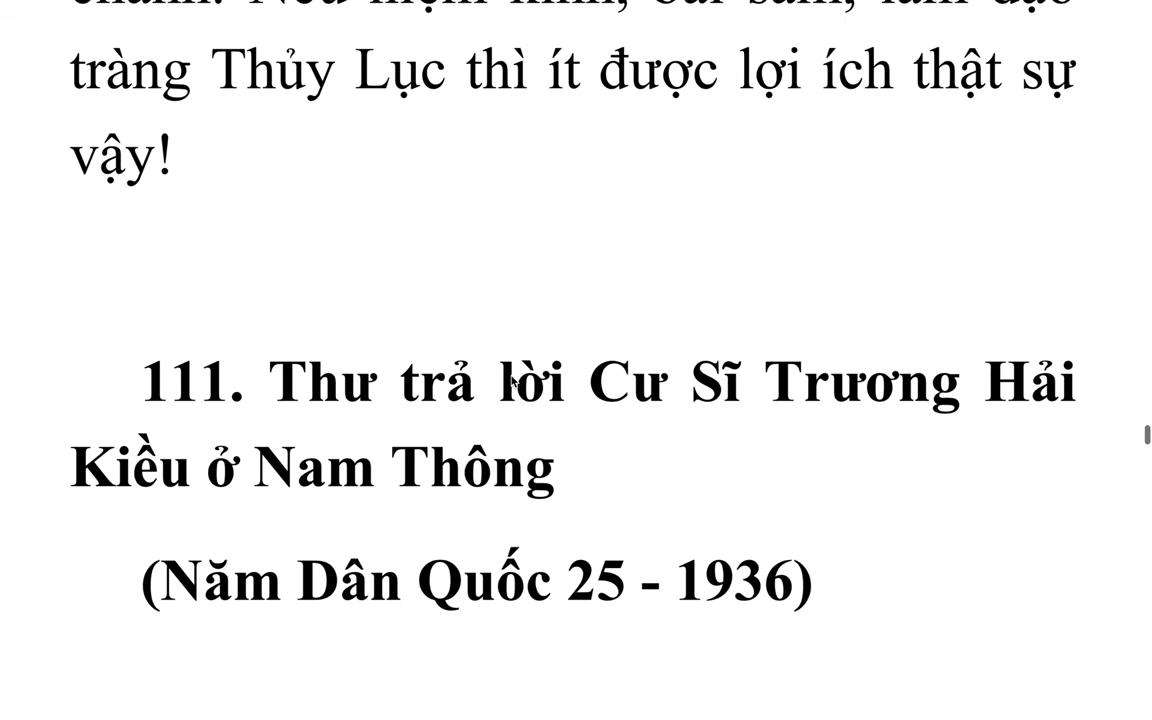 tràng Thủy Lục thì ít được lợi ích thật sự
vậy!
111. Thư trả lời Cư Sĩ Trương Hải
Kiều ở Nam Thông
(Năm Dân Quốc 25 - 1936)